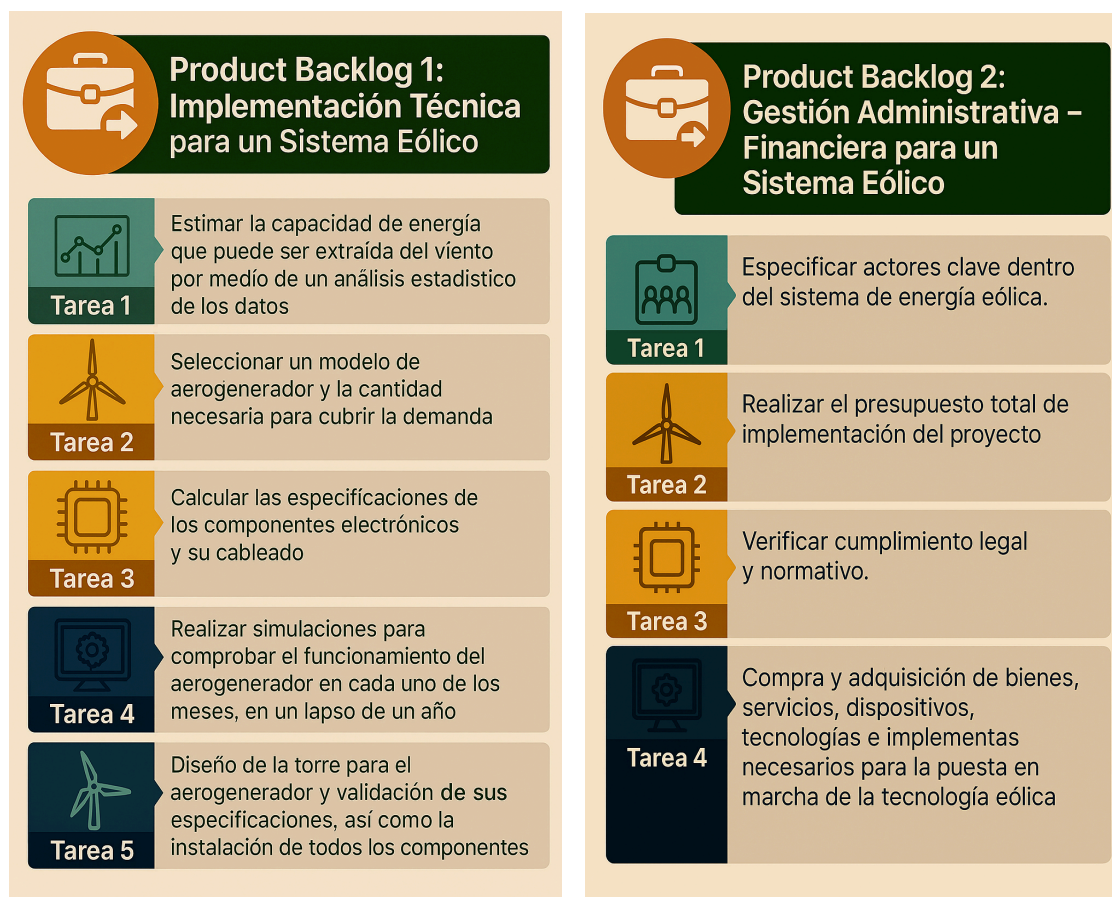 Product Backlog 1:
Implementación Técnica
para un Sistema Eólico
Tarea 1
Estimar la capacidad de energía
que puede ser extraída del víento
por medío de un análisis estadistico
de los datos
Tarea 2
Seleccionar un modelo de
aerogenerador y la cantidad
necesaria para cubrir la demanda
Tarea 3
Calcular las especifícaciones de
los componentes electrónicos
y su cableado
Tarea 4
Realizar simulaciones para
comprobar el funcionamiento del
aerogenerador en cada uno de los
meses, en un lapso de un año
Tarea 5
Diseño de la torre para el
aerogenerador y validación de sus
especificaciones, así como la
instalación de todos los componentes
Product Backlog 2:
Gestión Administrativa –
Financiera para un
Sistema Eólico
Tarea 1
Especificar actores clave dentro
del sistema de energía eólica.
Tarea 2
Realizar el presupuesto total de
implementación del proyecto
Tarea 3
Verificar cumplimiento legal
y normativo.
Tarea 4
Compra y adquisición de bienes,
servicios, dispositivos,
tecnologías e implementas
necesarios para la puesta en
marcha de la tecnología eólica